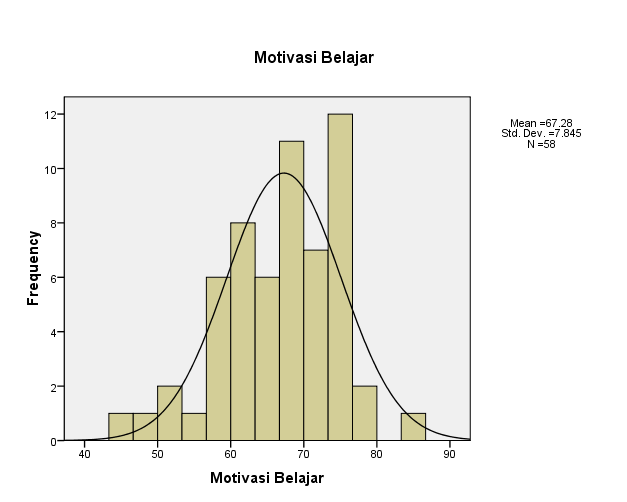 Motivasi Belajar
Mean =67.28
Std. Dev. =7.845
N =58
Frequency
12
10
8
6
4
2
0
40 50 60 70 80 90
Motivasi Belajar